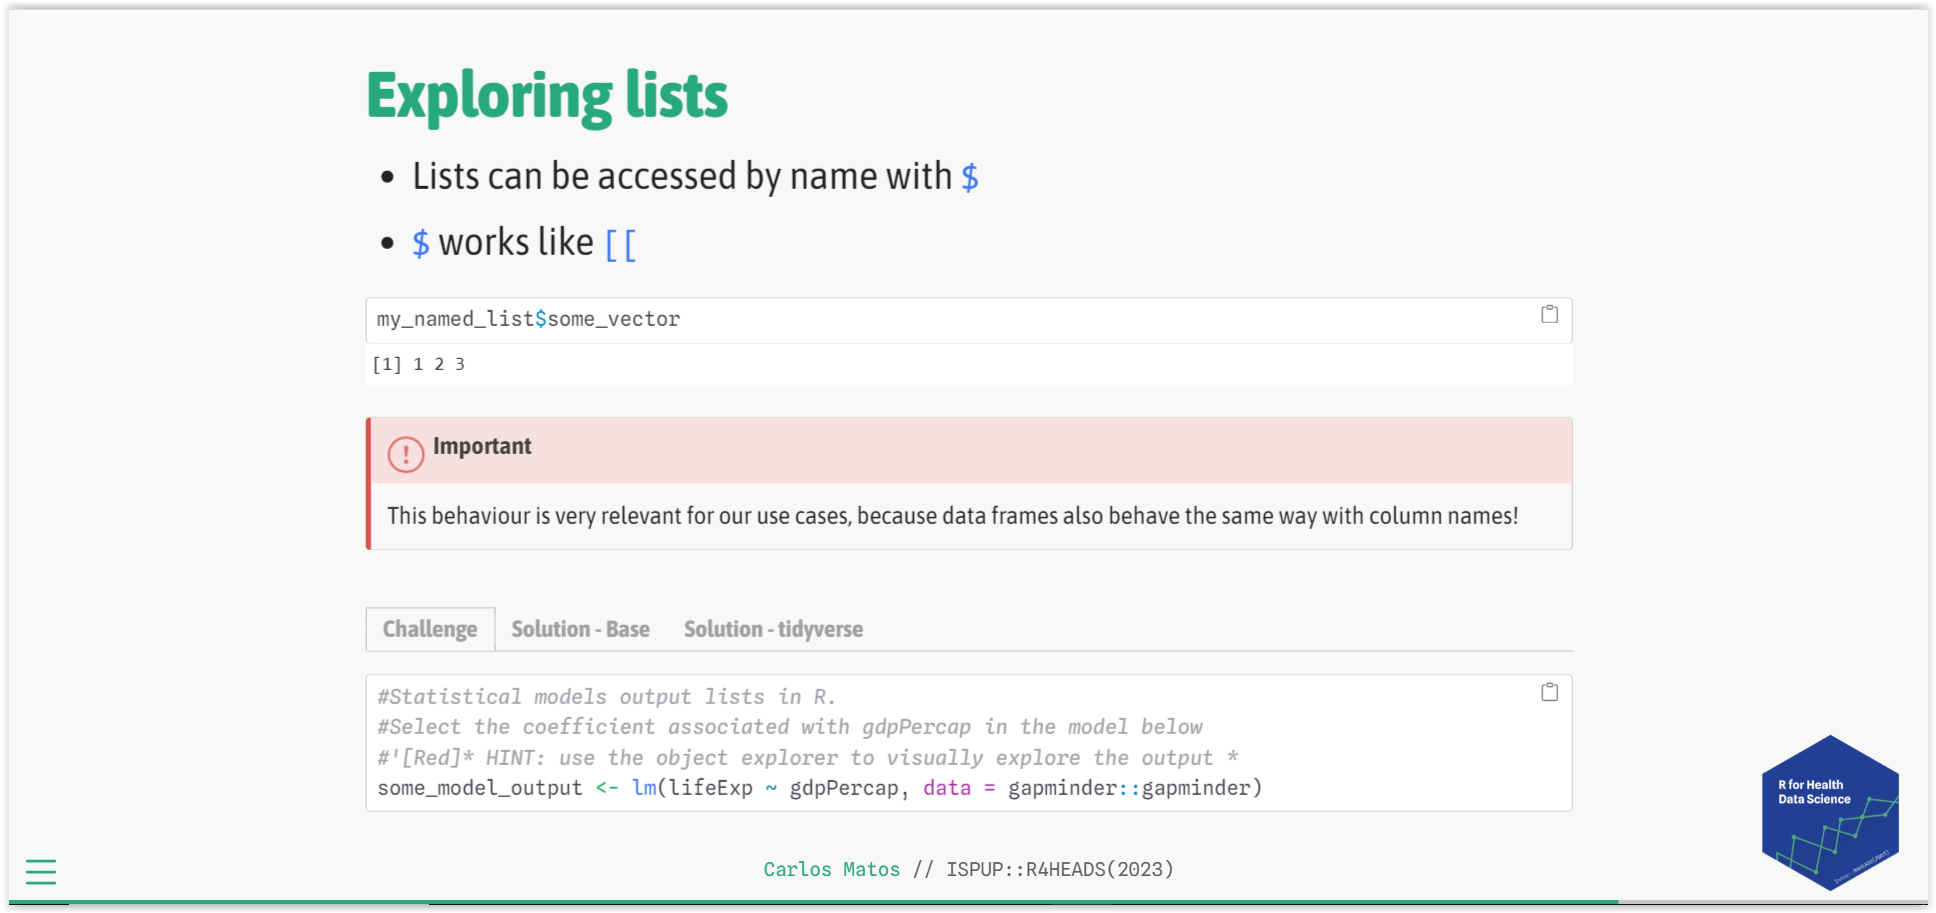 Exploring lists
• Lists can be accessed by name with $
• $ works like [[
my_named_list$some_vector
[1] 1 2 3
Important
This behaviour is very relevant for our use cases, because data frames also behave the same way with column names!
Challenge Solution - Base Solution - tidyverse
#Statistical models output lists in R.
#Select the coefficient associated with gdpPercap in the model below
#'[Red]* HINT: use the object explorer to visually explore the output *
some_model_output <- lm(lifeExp ~ gdpPercap, data = gapminder::gapminder)
R for Health
Data Science
Carlos Matos // ISPUP::R4HEADS(2023)